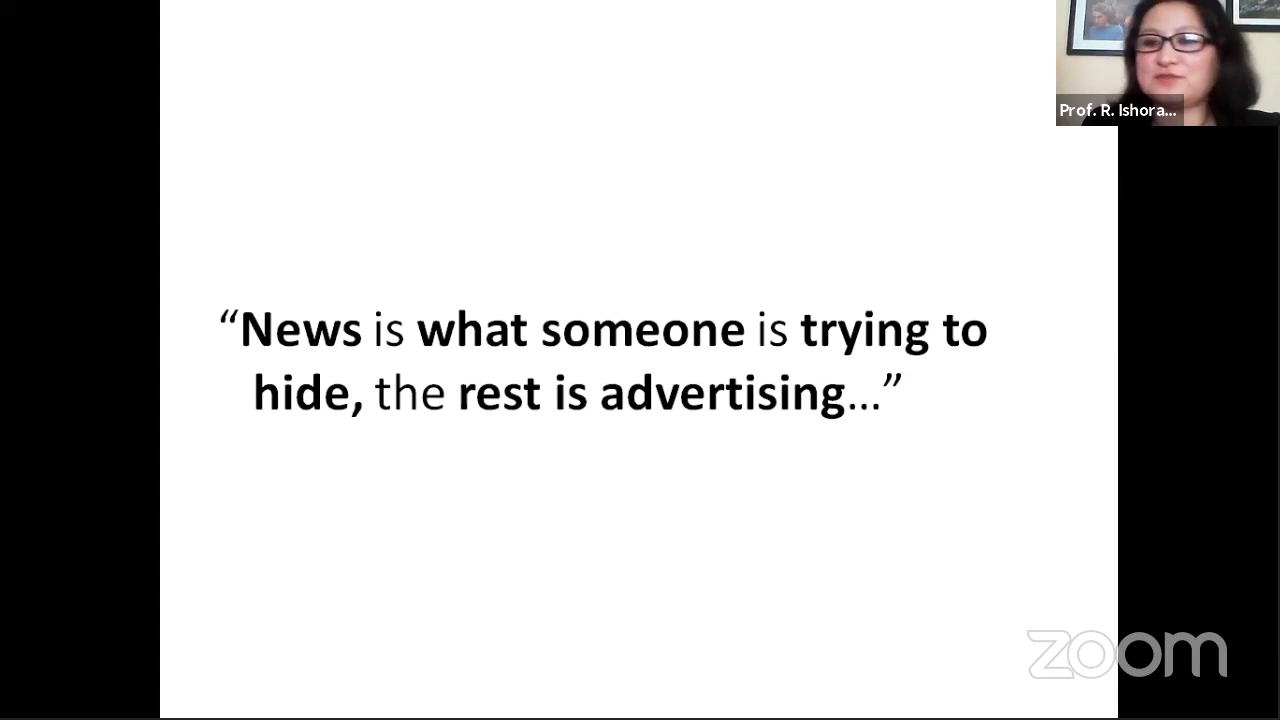 Prof. R. Ishora...
“News is what someone is trying to
hide, the rest is advertising…”
zoom